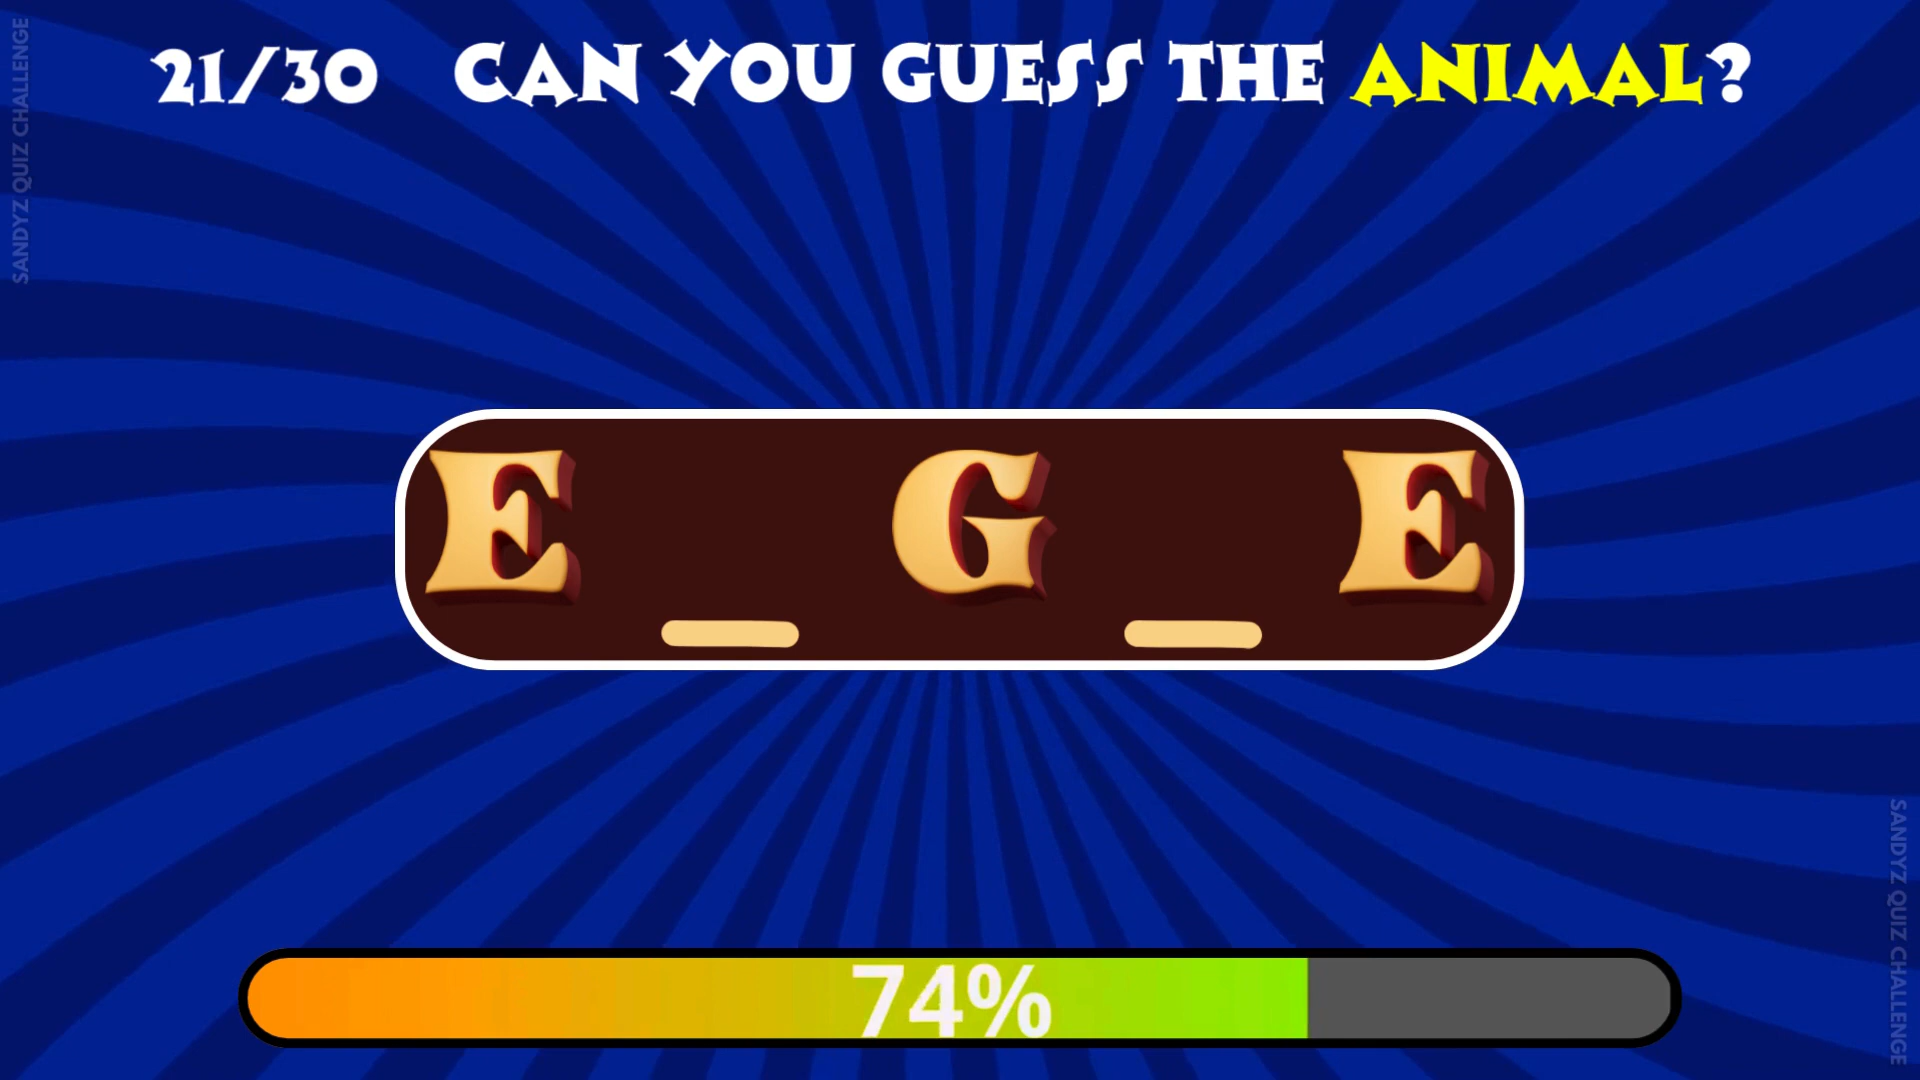 21/30 CAN YOU GUESS THE ANIMAL?
SANDYZ QUIZ CHALLENGE
E _ G _ E
SANDYZ QUIZ CHALLENGE
74%